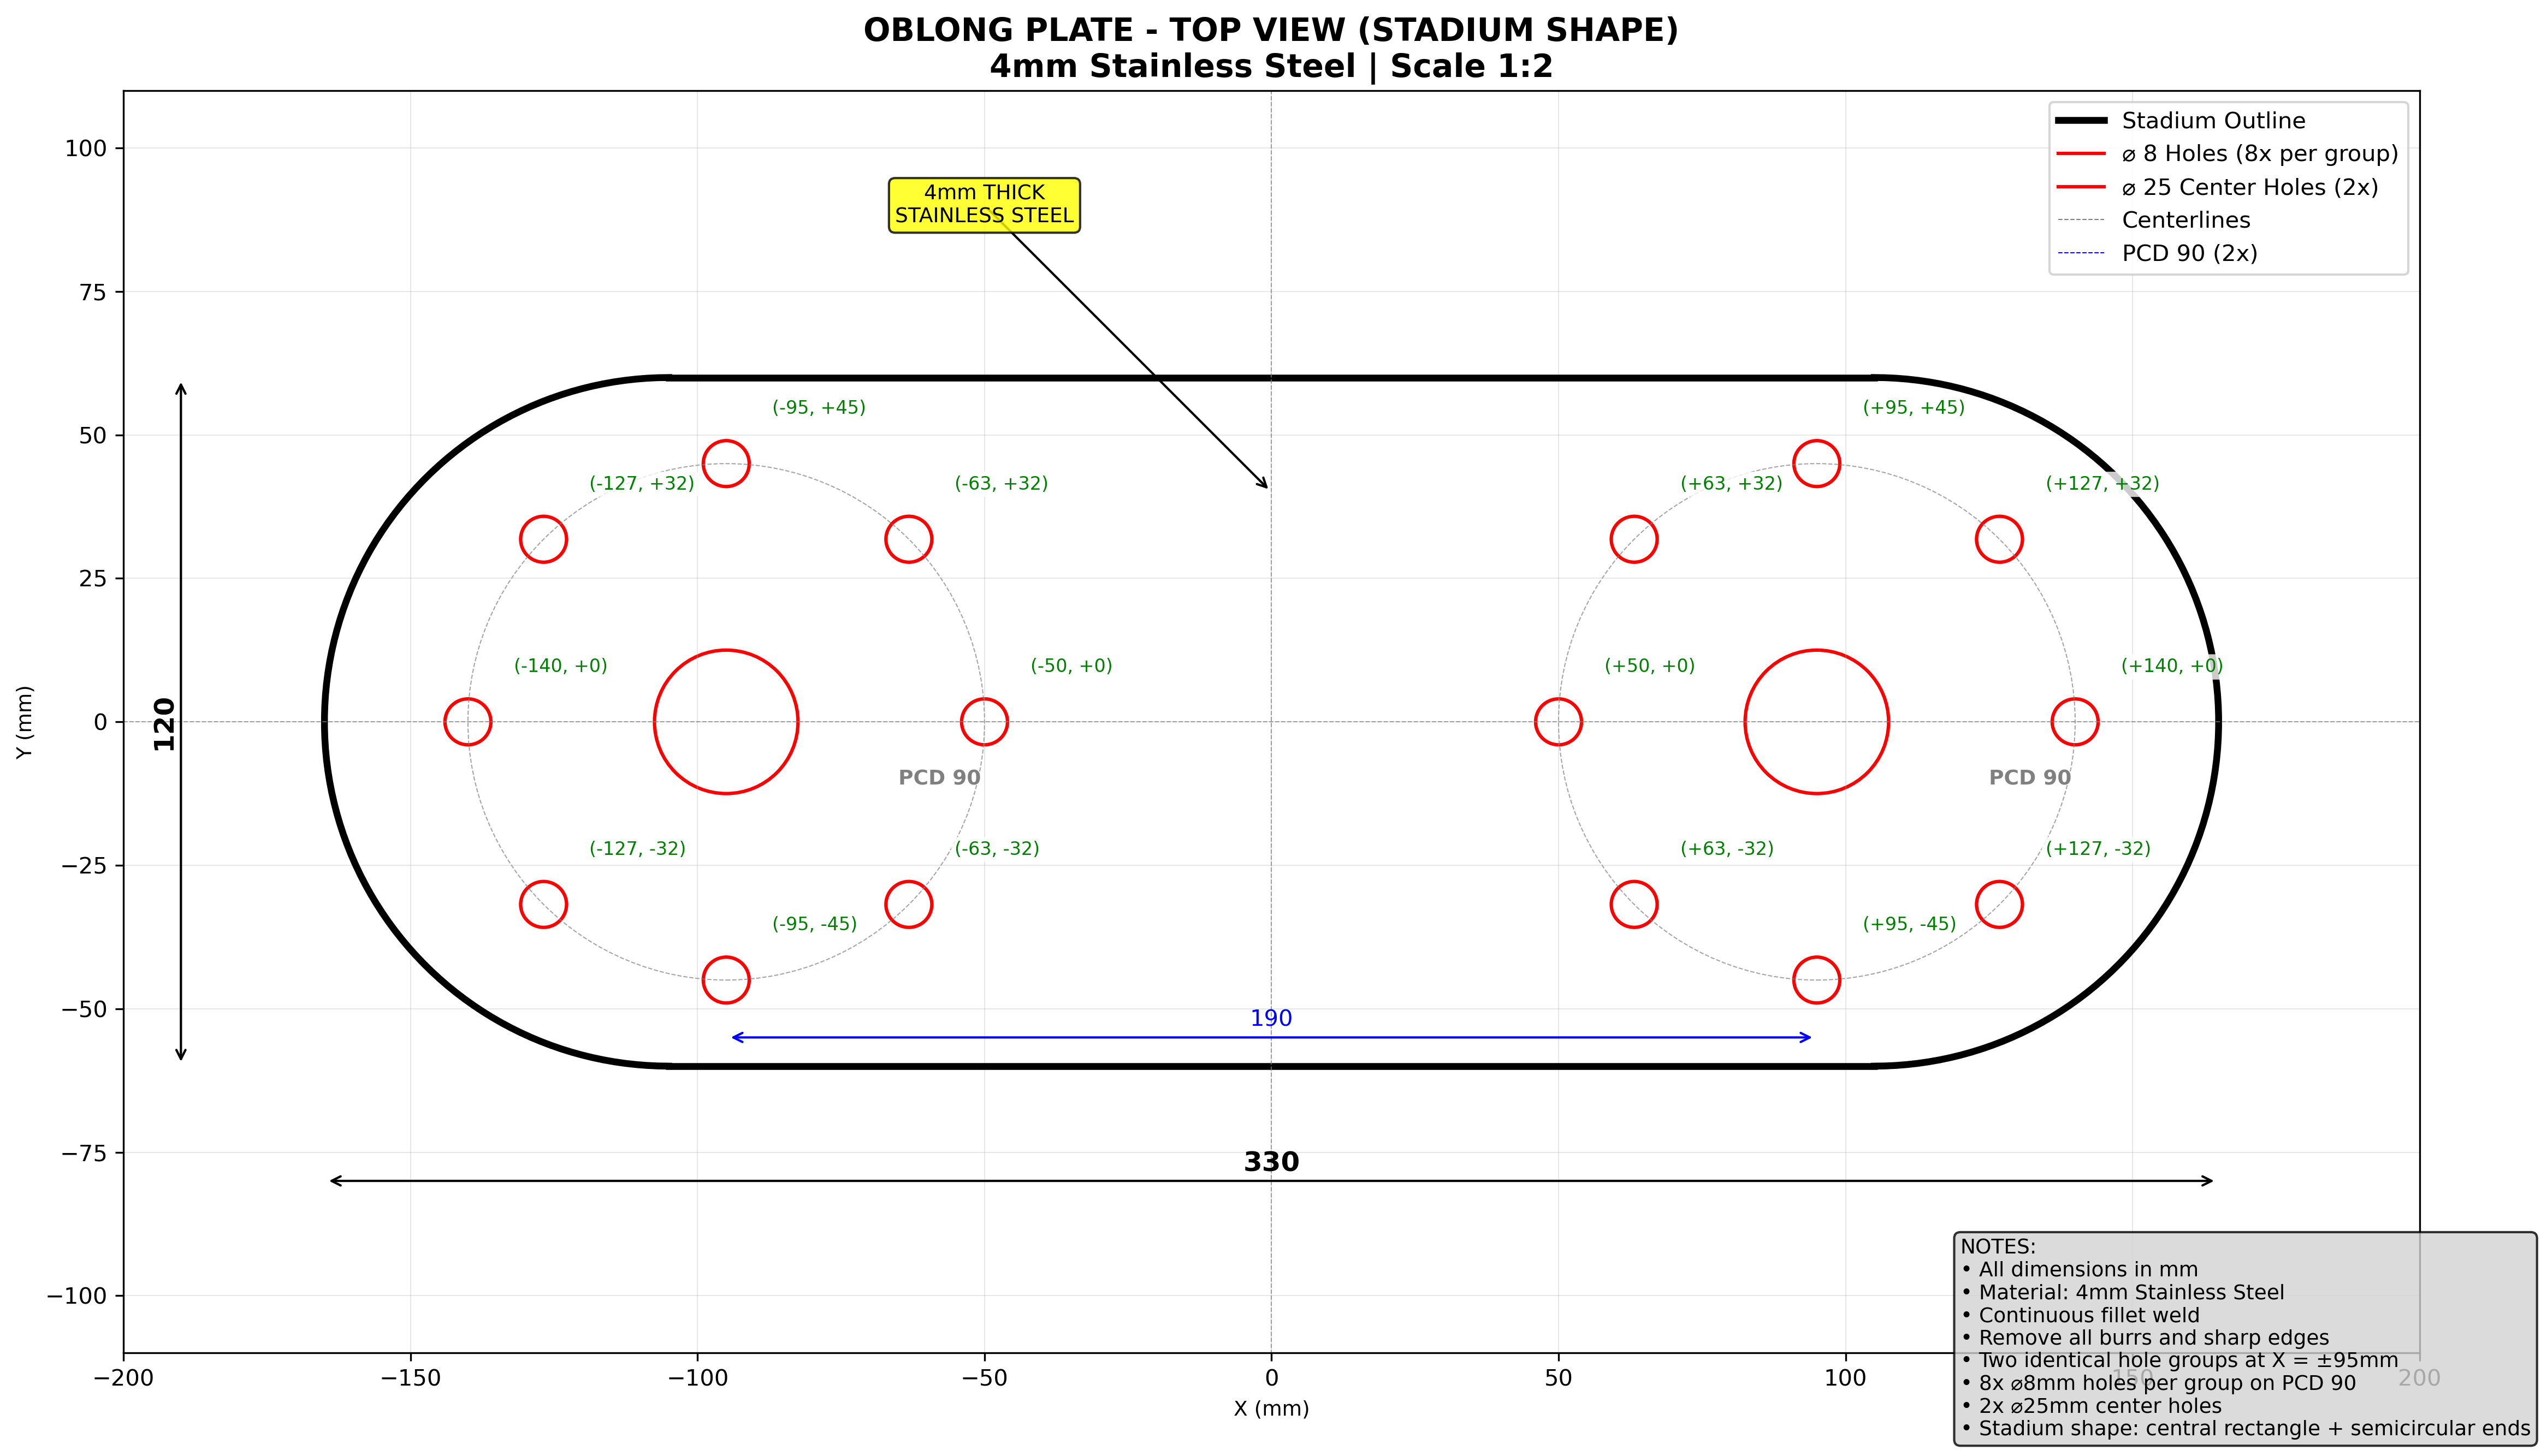 OBLONG PLATE - TOP VIEW (STADIUM SHAPE)
4mm Stainless Steel | Scale 1:2
Stadium Outline
⌀ 8 Holes (8x per group)
⌀ 25 Center Holes (2x)
Centerlines
PCD 90 (2x)
4mm THICK
STAINLESS STEEL
100
75
50
25
0
−25
−50
−75
−100
Y (mm)
120
(-95, +45)
(+95, +45)
(-127, +32)
(-63, +32)
(+63, +32)
(+127, +32)
(-140, +0)
(-50, +0)
(+50, +0)
(+140, +0)
PCD 90
PCD 90
(-127, -32)
(-63, -32)
(+63, -32)
(+127, -32)
(-95, -45)
(+95, -45)
190
330
−200
−150
−100
−50
0
50
100
150
200
X (mm)
NOTES:
• All dimensions in mm
• Material: 4mm Stainless Steel
• Continuous fillet weld
• Remove all burrs and sharp edges
• Two identical hole groups at X = ±95mm
• 8x ⌀8mm holes per group on PCD 90
• 2x ⌀25mm center holes
• Stadium shape: central rectangle + semicircular ends